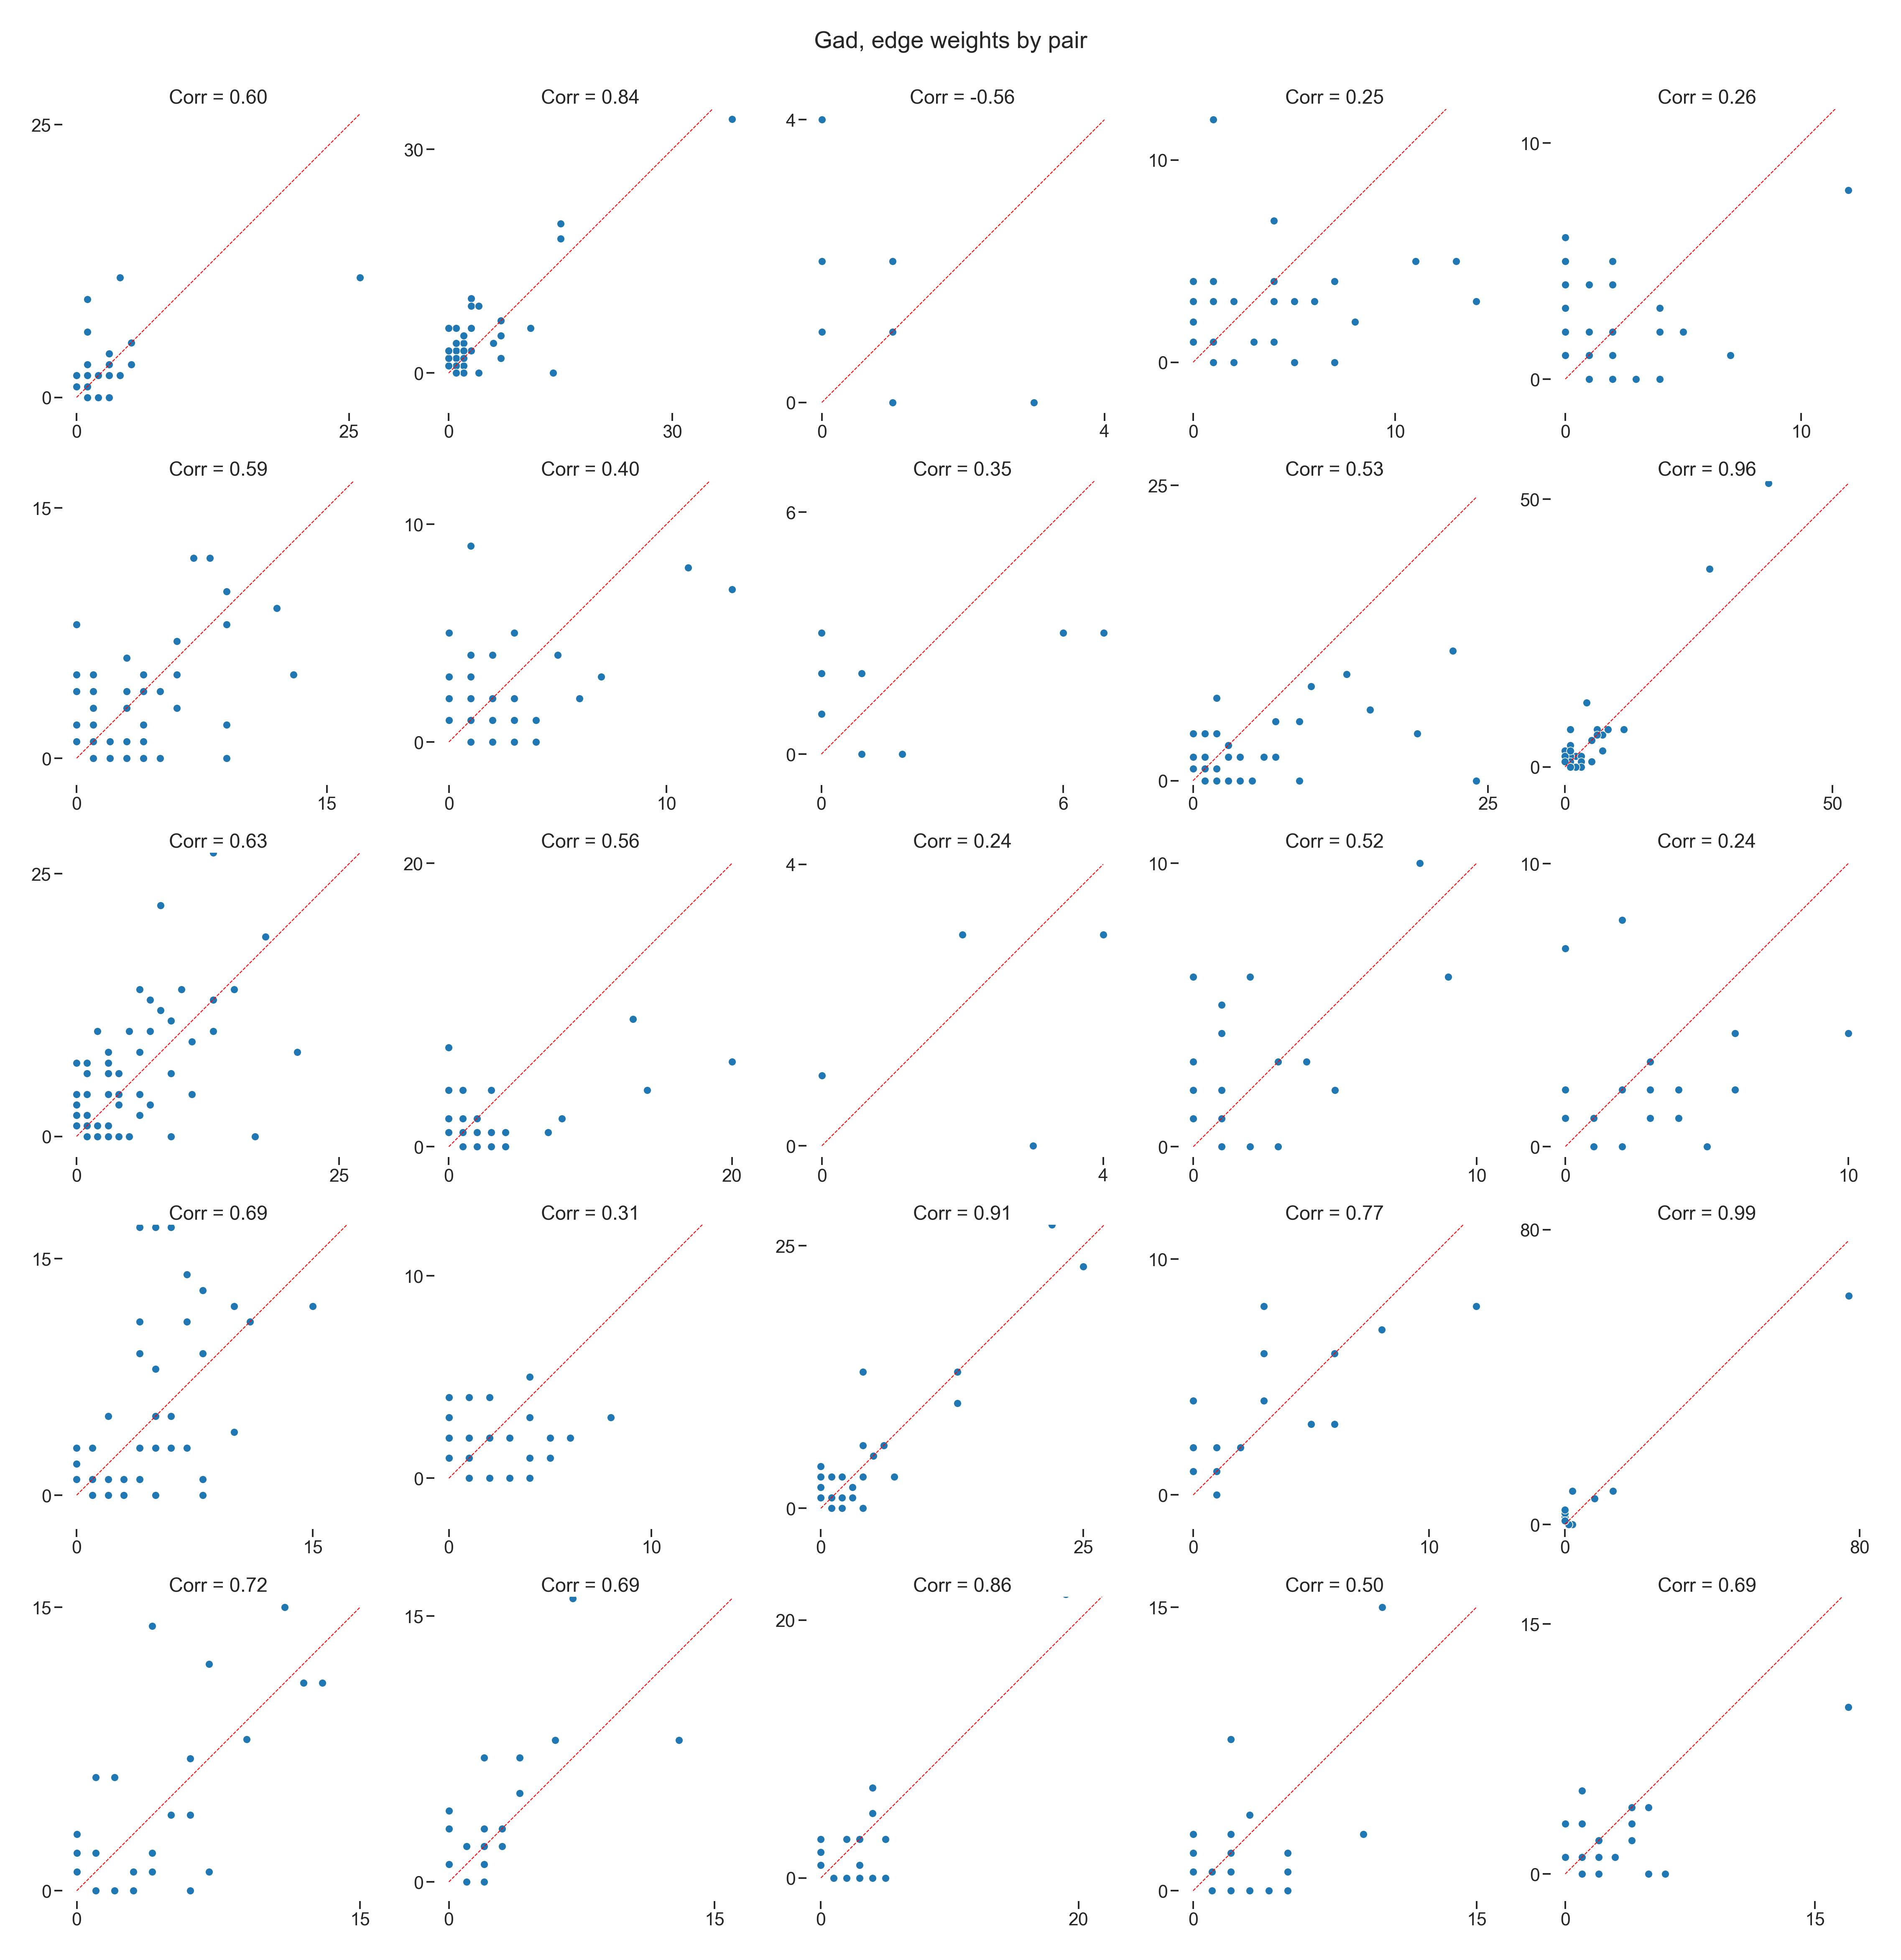 Gad, edge weights by pair
Corr = 0.60 Corr = 0.84 Corr = -0.56 Corr = 0.25 Corr = 0.26
25 30 4 10 10
0 0 0 0 0
0 25 0 30 0 4 0 10 0 10
Corr = 0.59 Corr = 0.40 Corr = 0.35 Corr = 0.53 Corr = 0.96
15 10 6 25 50
0 0 0 0 0
0 15 0 10 0 6 0 25 0 50
Corr = 0.63 Corr = 0.56 Corr = 0.24 Corr = 0.52 Corr = 0.24
25 20 4 10 10
0 0 0 0 0
0 25 0 20 0 4 0 10 0 10
Corr = 0.69 Corr = 0.31 Corr = 0.91 Corr = 0.77 Corr = 0.99
15 10 25 10 80
0 0 0 0 0
0 15 0 10 0 25 0 10 0 80
Corr = 0.72 Corr = 0.69 Corr = 0.86 Corr = 0.50 Corr = 0.69
15 15 20 15 15
0 0 0 0 0
0 15 0 15 0 20 0 15 0 15